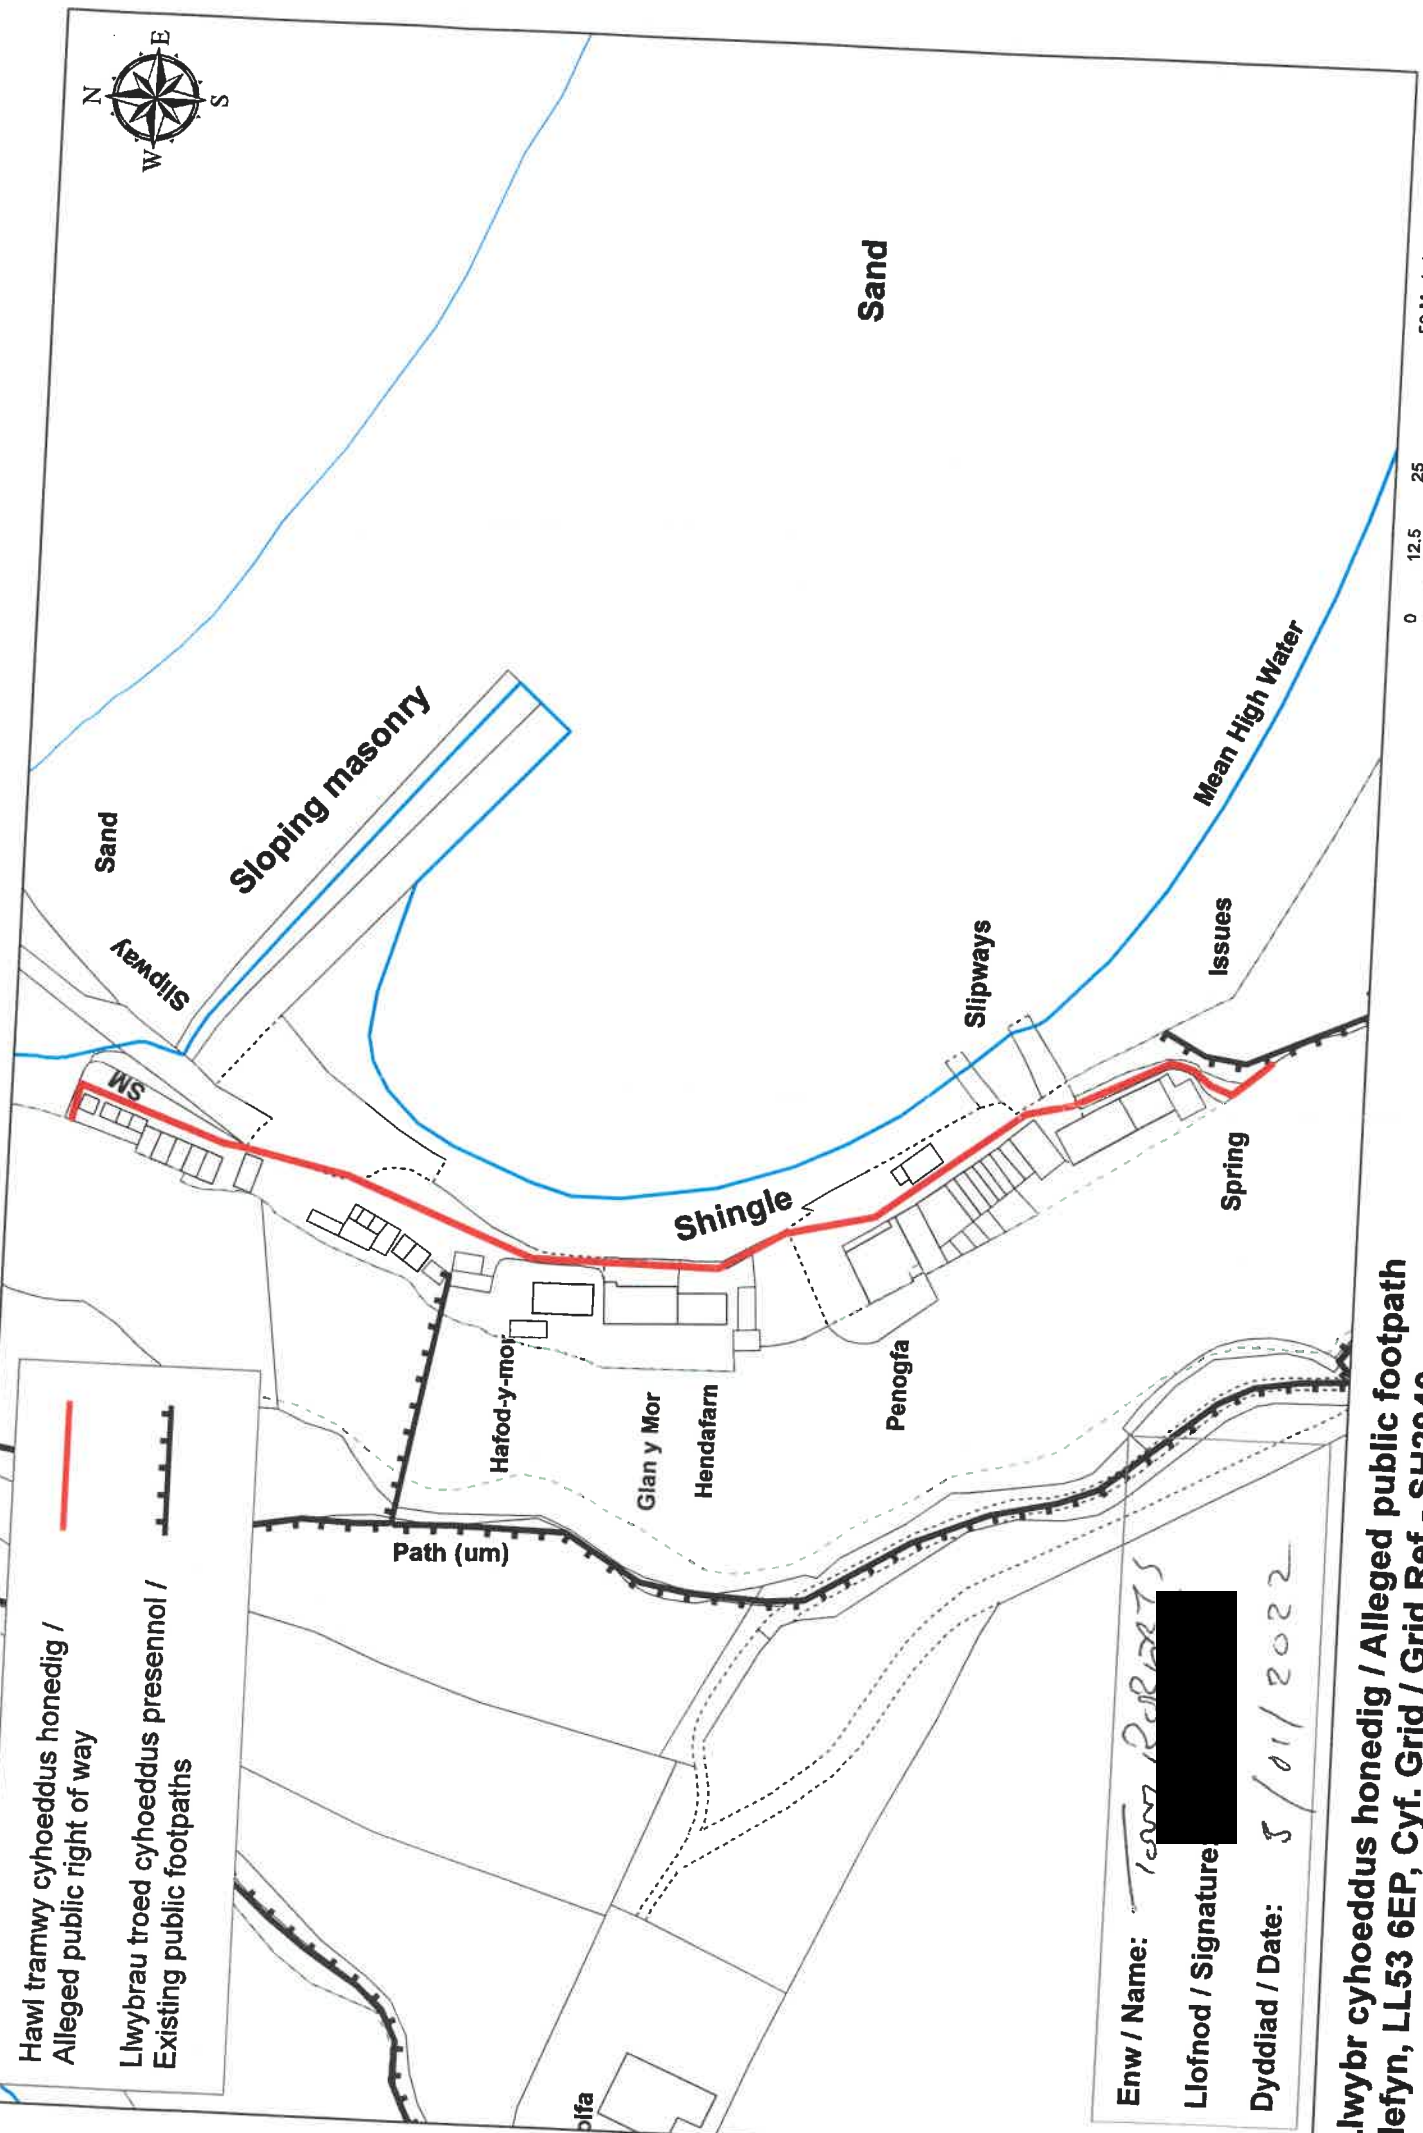 Hawl tramwy cyhoeddus honedig /
Alleged public right of way
Llwybrau troed cyhoeddus presennol /
Existing public footpaths
N
E
S
W
Sand
Slipway
Sloping masonry
SM
Sand
Hafod-y-mor
Path (um)
Glan y Mor
Hendafarn
Shingle
Penogfa
Slipways
Mean High Water
Issues
Spring
olfa
Enw / Name:
Llofnod / Signature:
Dyddiad / Date: 5/01/2022
0 12.5 25
Llwybr cyhoeddus honedig / Alleged public footpath
lefyn, LL53 6EP, Cyf. Grid / Grid Ref - SH3040